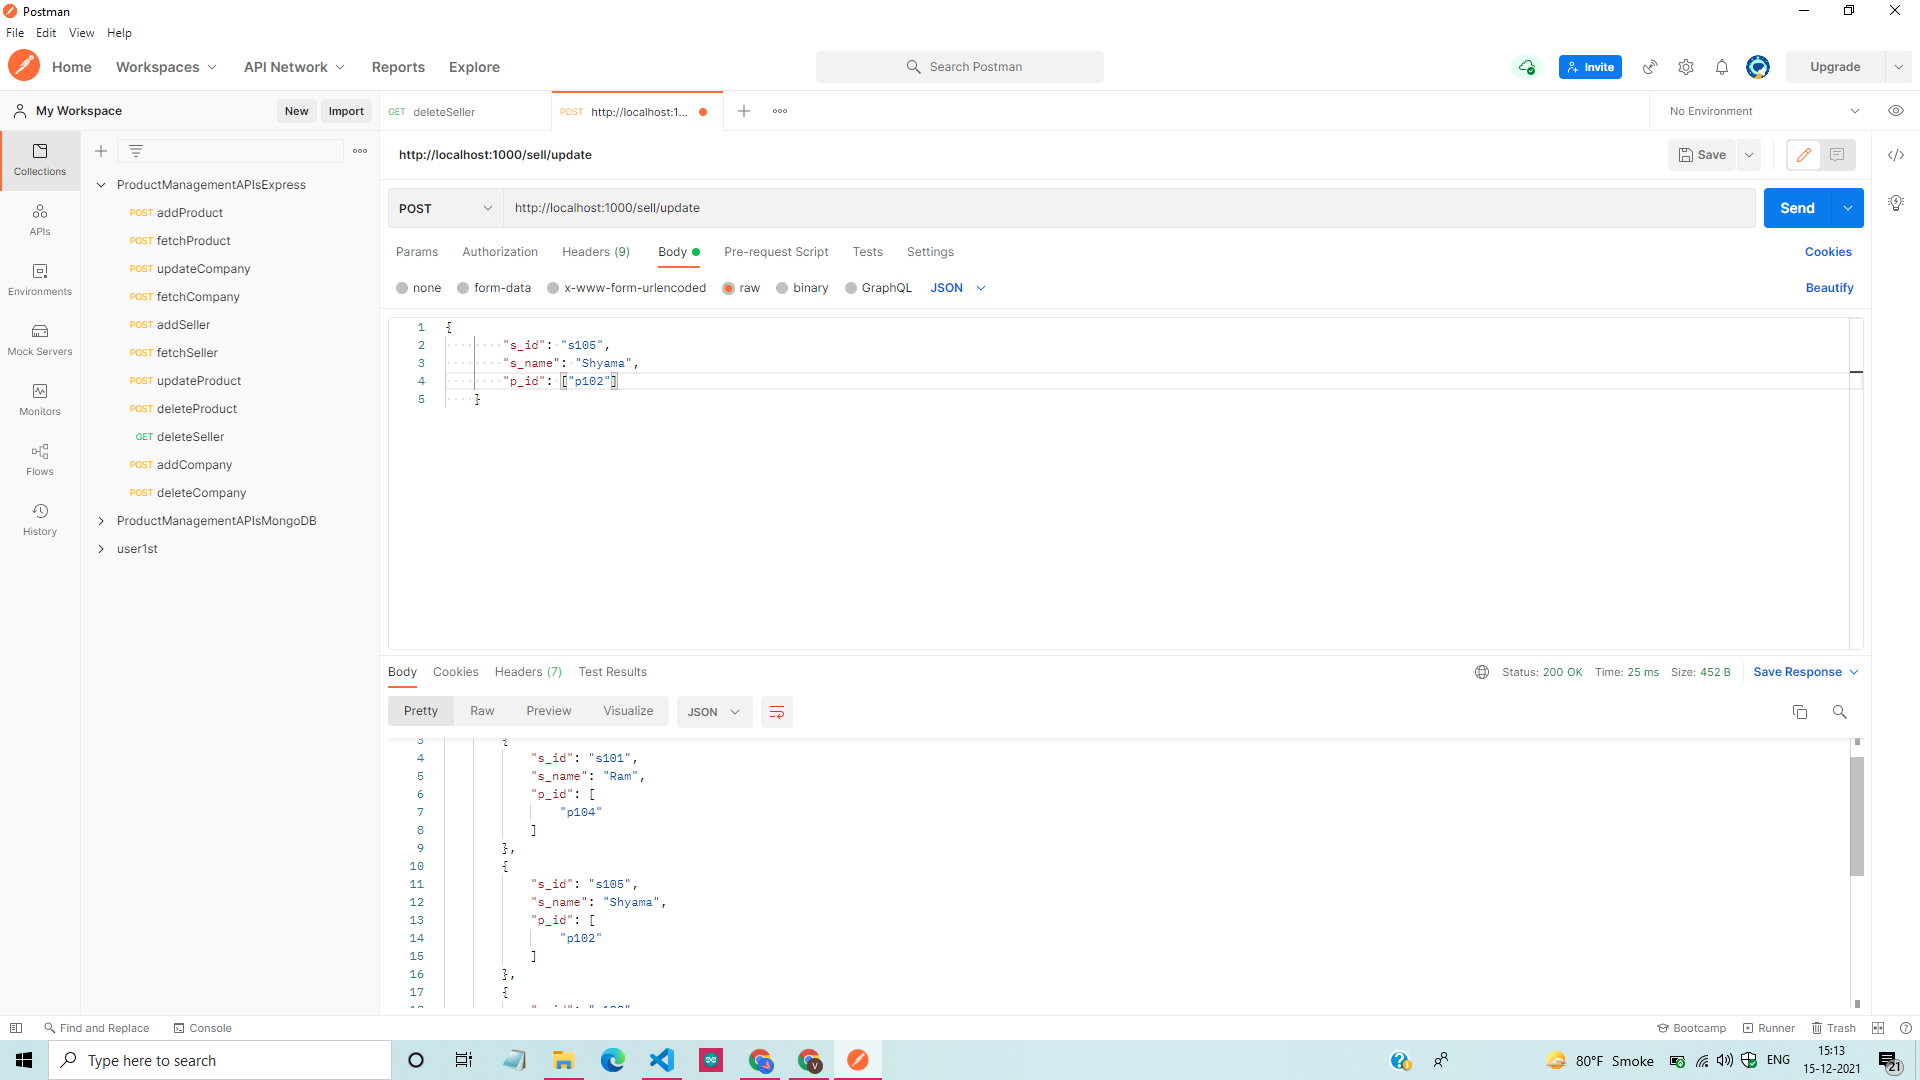 Postman
File Edit View Help
Home Workspaces API Network Reports Explore Search Postman Invite Upgrade
My Workspace New Import GET deleteSeller POST http://localhost:1... No Environment
Collections
APIs
Environments
Mock Servers
Monitors
Flows
History
ProductManagementAPIsExpress
POST addProduct
POST fetchProduct
POST updateCompany
POST fetchCompany
POST addSeller
POST fetchSeller
POST updateProduct
POST deleteProduct
GET deleteSeller
POST addCompany
POST deleteCompany
ProductManagementAPIsMongoDB
user1st
http://localhost:1000/sell/update Save
POST http://localhost:1000/sell/update Send
Params Authorization Headers (9) Body Pre-request Script Tests Settings Cookies
none form-data x-www-form-urlencoded raw binary GraphQL JSON Beautify
1 {
2 "s_id": "s105",
3 "s_name": "Shyama",
4 "p_id": ["p102"]
5 }
Body Cookies Headers (7) Test Results Status: 200 OK Time: 25 ms Size: 452 B Save Response
Pretty Raw Preview Visualize JSON
3 {
4 "s_id": "s101",
5 "s_name": "Ram",
6 "p_id": [
7 "p104"
8 ]
9 },
10 {
11 "s_id": "s105",
12 "s_name": "Shyama",
13 "p_id": [
14 "p102"
15 ]
16 },
17 {
Find and Replace Console Bootcamp Runner Trash
Type here to search 80°F Smoke ENG 15:13
15-12-2021 21